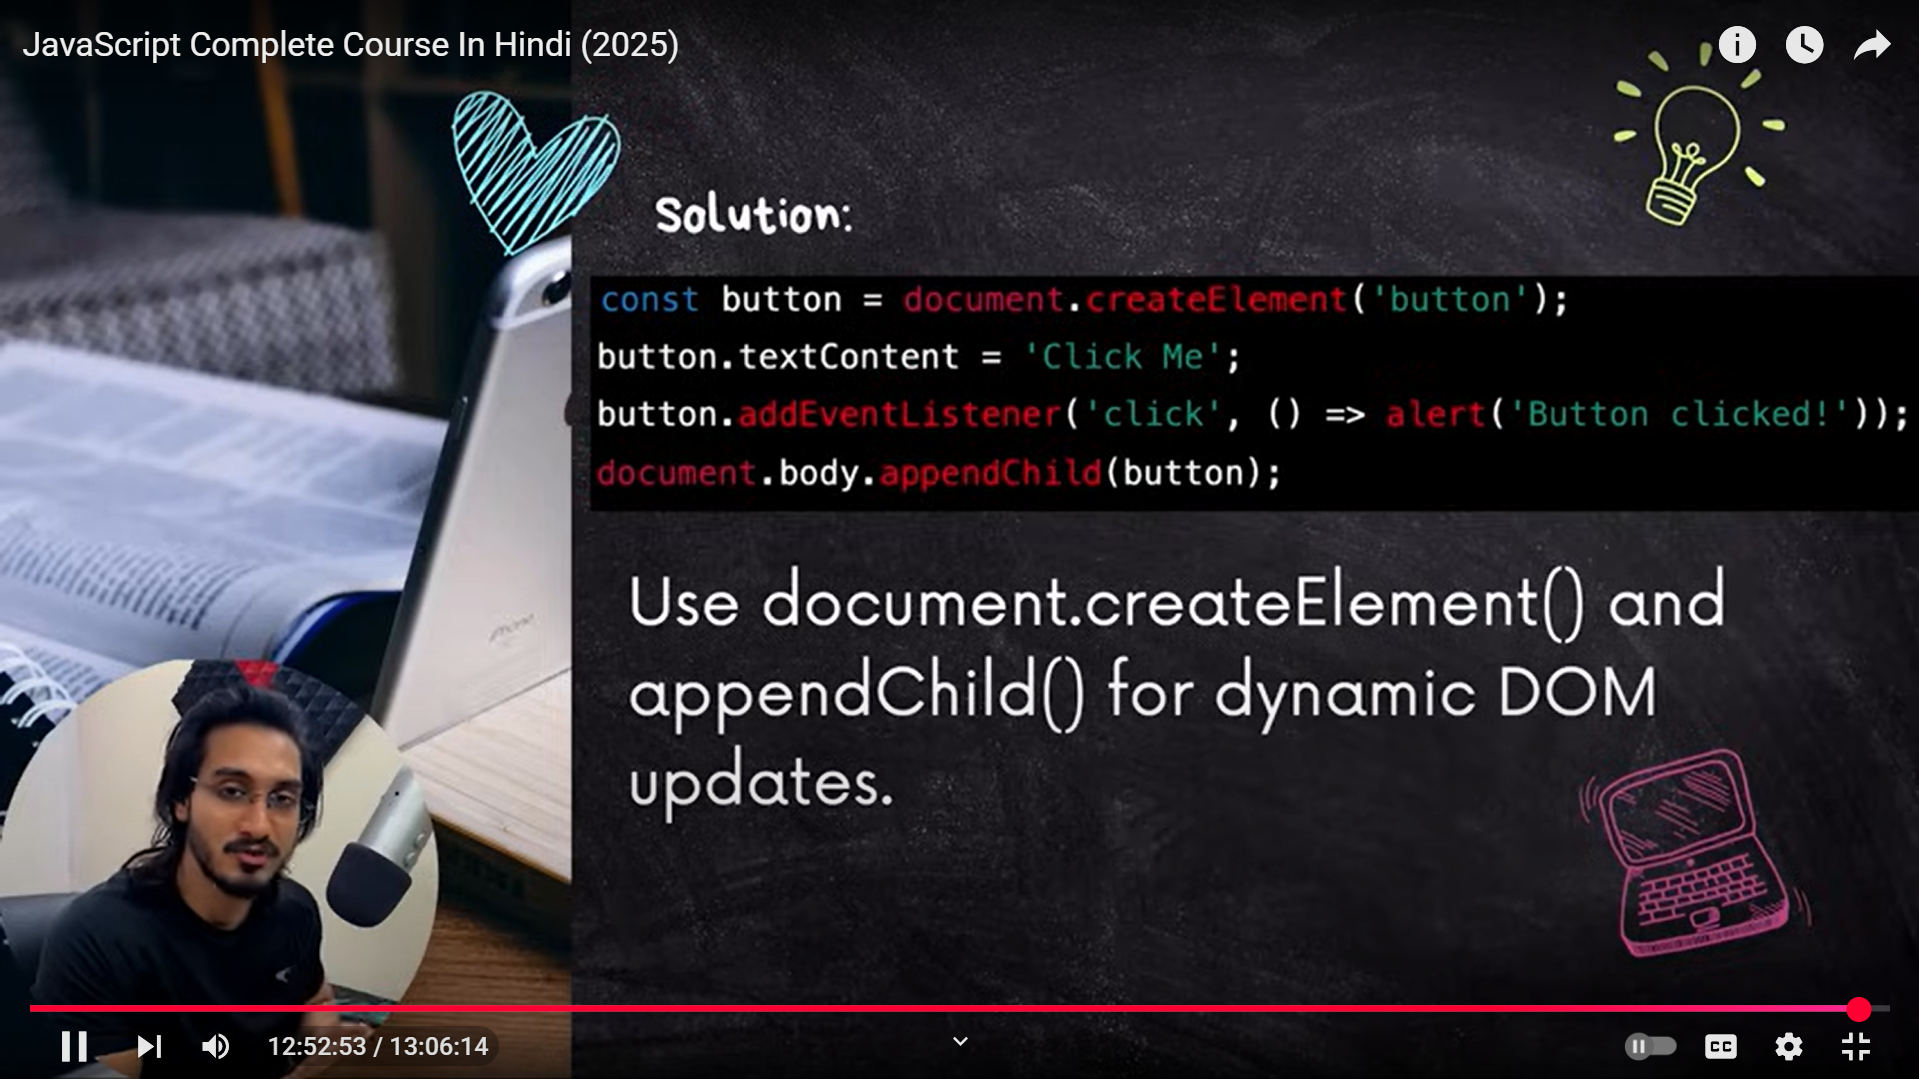 JavaScript Complete Course In Hindi (2025)
Solution:
const button = document.createElement('button');
button.textContent = 'Click Me';
button.addEventListener('click', () => alert('Button clicked!'));
document.body.appendChild(button);
Use document.createElement() and
appendChild() for dynamic DOM
updates.
iPhone
12:52:53 / 13:06:14
CC